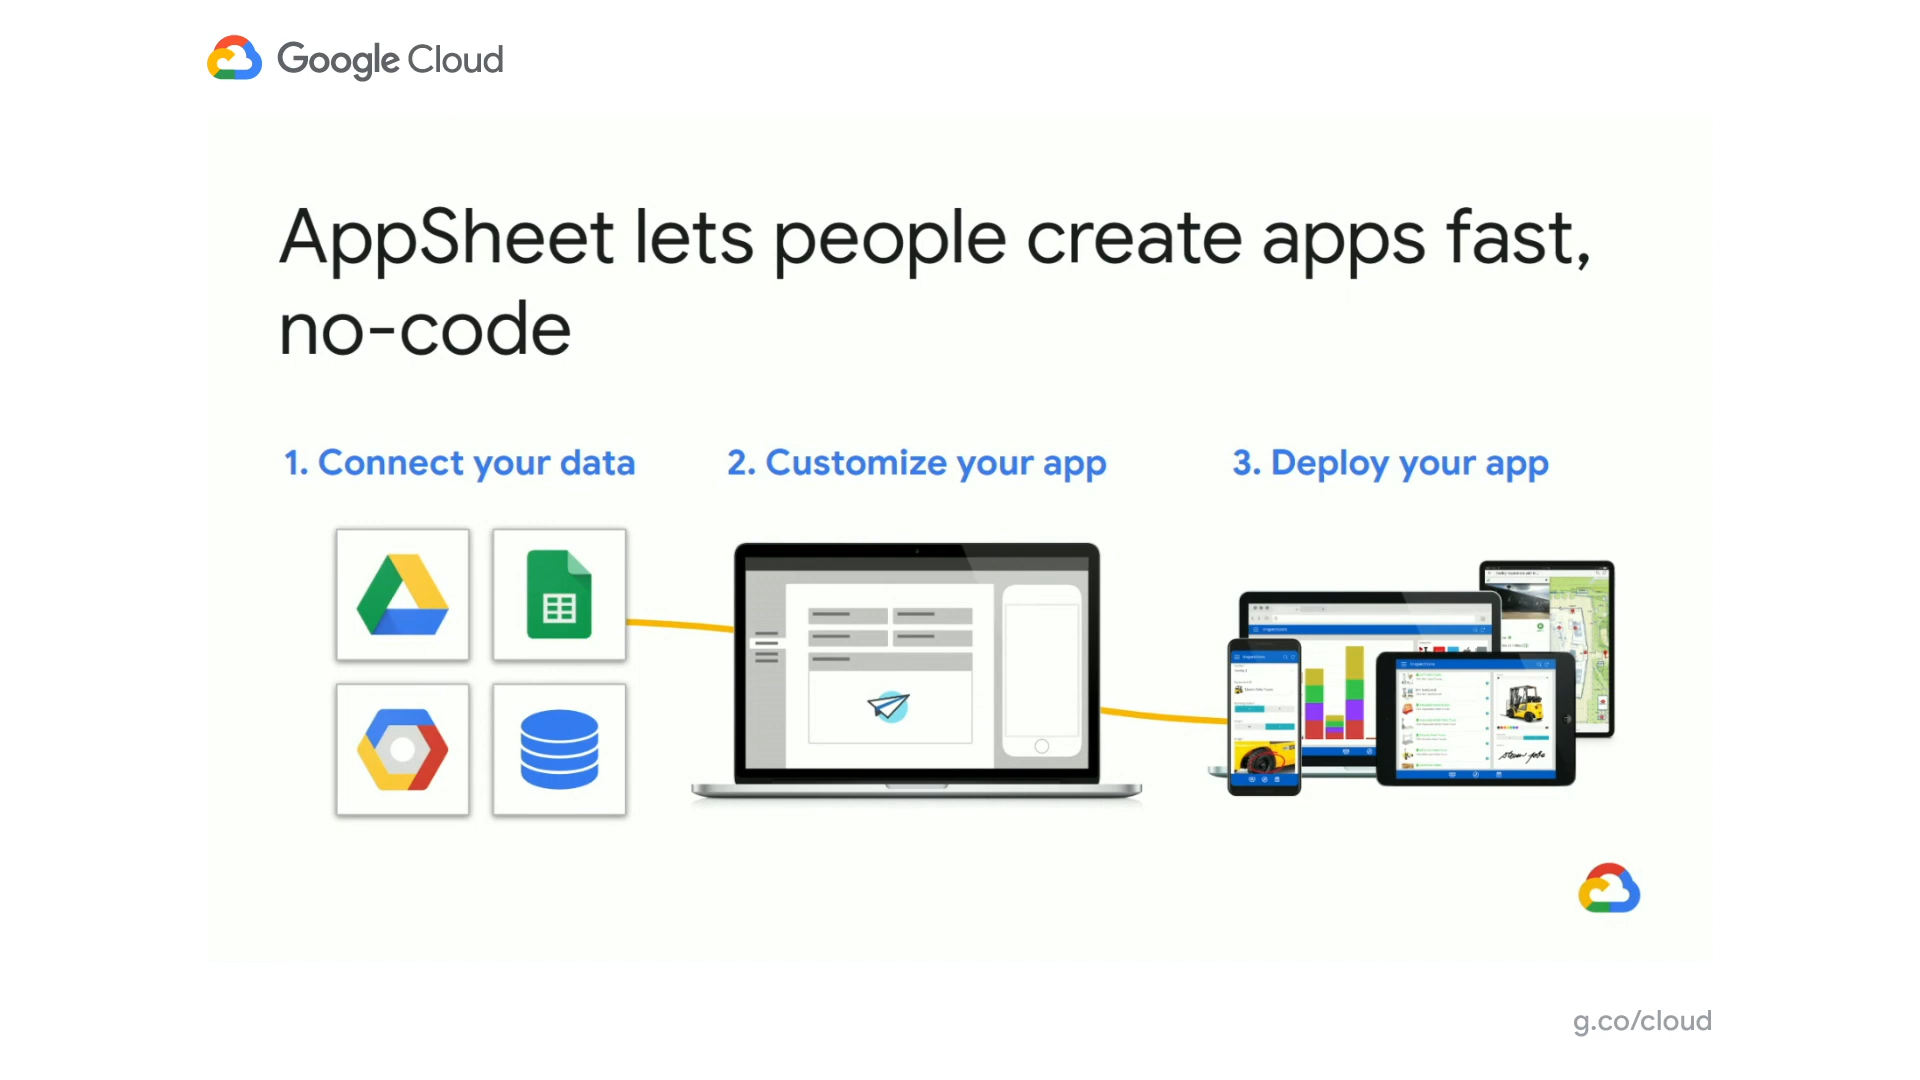 Google Cloud
AppSheet lets people create apps fast,
no-code
1. Connect your data
2. Customize your app
3. Deploy your app
g.co/cloud